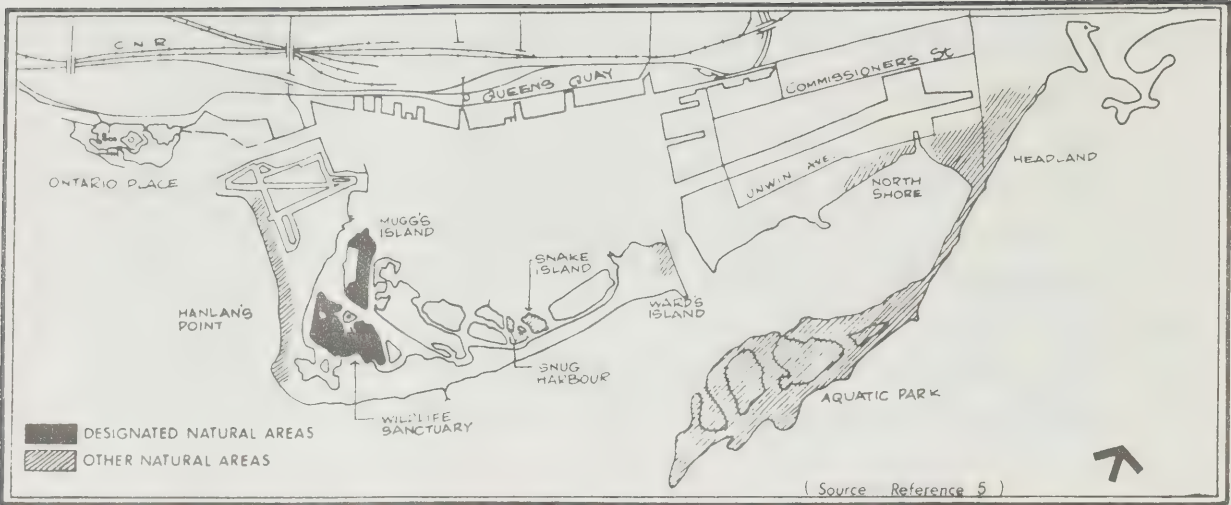 C N R
QUEEN'S QUAY
COMMISSIONERS St
ONTARIO PLACE
UNWIN AVE.
NORTH
SHORE
HEADLAND
MUGG'S
ISLAND
SNAKE
ISLAND
HANLAN'S
POINT
WARD'S
ISLAND
SNUG
HARBOUR
AQUATIC PARK
WILDLIFE
SANCTUARY
DESIGNATED NATURAL AREAS
OTHER NATURAL AREAS
( Source Reference 5 )